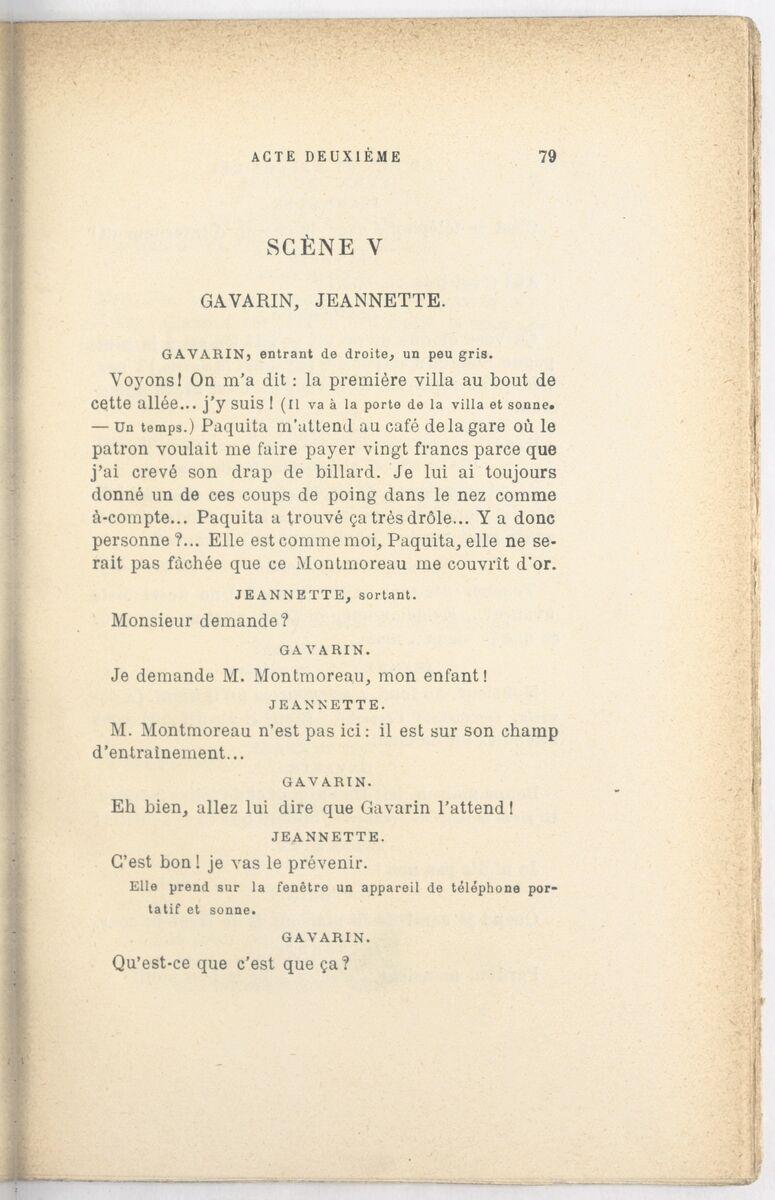 ACTE DEUXIÈME 79
SCÈNE V
GAVARIN, JEANNETTE.
GAVARIN, entrant de droite, un peu gris.
Voyons! On m'a dit : la première villa au bout de
cette allée... j'y suis ! (Il va à la porte de la villa et sonne.
— Un temps.) Paquita m'attend au café de la gare où le
patron voulait me faire payer vingt francs parce que
j'ai crevé son drap de billard. Je lui ai toujours
donné un de ces coups de poing dans le nez comme
à-compte... Paquita a trouvé ça très drôle... Y a donc
personne ?... Elle est comme moi, Paquita, elle ne se-
rait pas fâchée que ce Montmoreau me couvrît d'or.
JEANNETTE, sortant.
Monsieur demande ?
GAVARIN.
Je demande M. Montmoreau, mon enfant !
JEANNETTE.
M. Montmoreau n'est pas ici : il est sur son champ
d'entraînement...
GAVARIN.
Eh bien, allez lui dire que Gavarin l'attend !
JEANNETTE.
C'est bon ! je vas le prévenir.
Elle prend sur la fenêtre un appareil de téléphone por-
tatif et sonne.
GAVARIN.
Qu'est-ce que c'est que ça ?